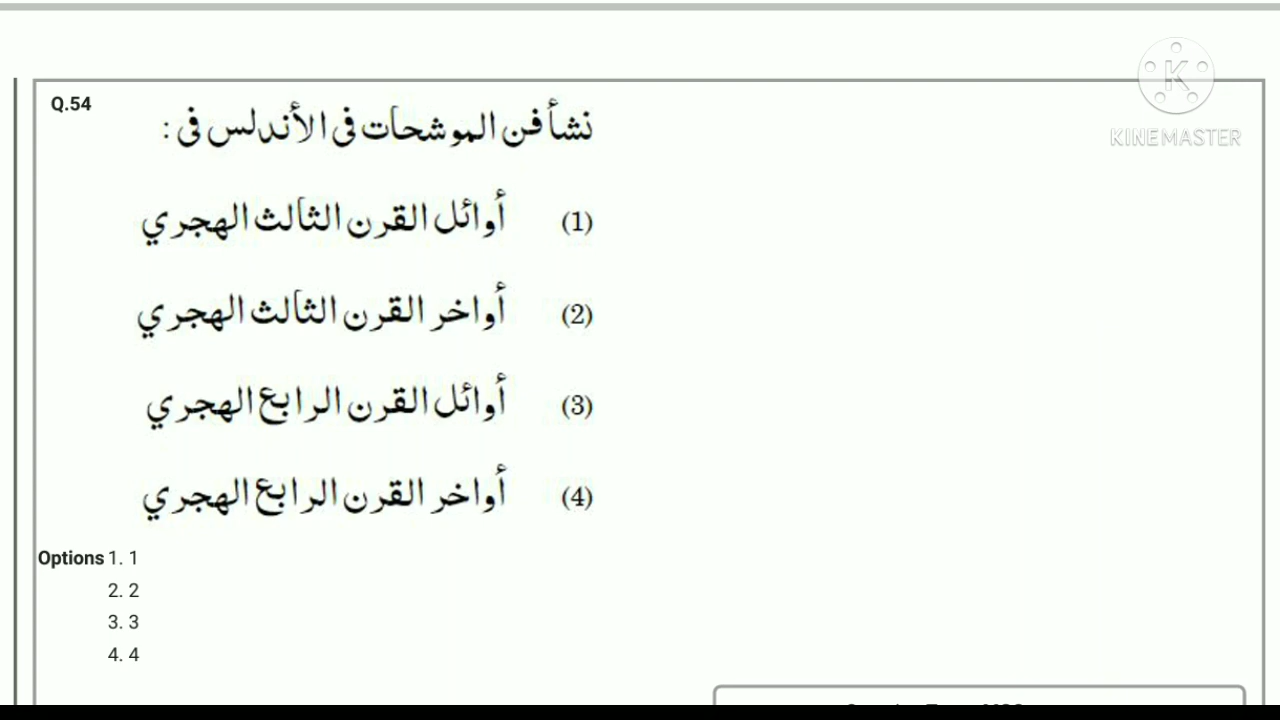 KINEMASTER
Q.54
نشأ فن الموشحات فى الأندلس فى :
(1) أوائل القرن الثالث الهجري
(2) أواخر القرن الثالث الهجري
(3) أوائل القرن الرابع الهجري
(4) أواخر القرن الرابع الهجري
Options 1. 1
2. 2
3. 3
4. 4